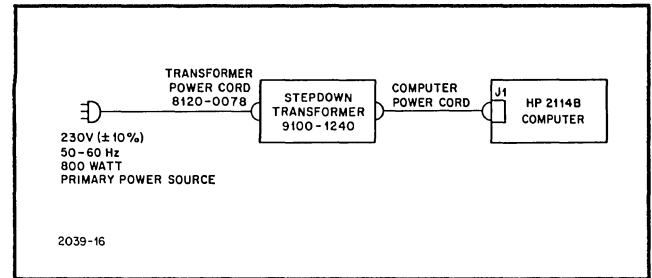 TRANSFORMER
POWER CORD
8120-0078
STEPDOWN
TRANSFORMER
9100-1240
COMPUTER
POWER CORD
J1
HP 2114B
COMPUTER
230V (±10%)
50-60 Hz
800 WATT
PRIMARY POWER SOURCE
2039-16